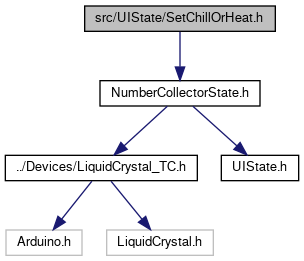 src/UIState/SetChillOrHeat.h
NumberCollectorState.h
../Devices/LiquidCrystal_TC.h
UIState.h
Arduino.h
LiquidCrystal.h